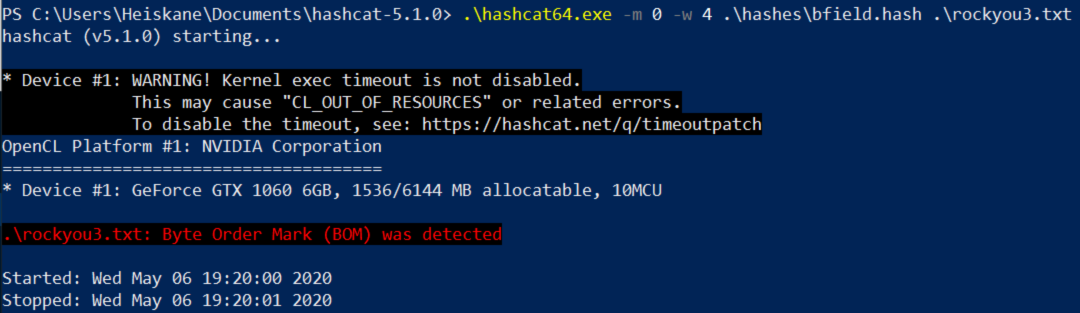 PS C:\Users\Heiskane\Documents\hashcat-5.1.0> .\hashcat64.exe -m 0 -w 4 .\hashes\bfield.hash .\rockyou3.txt
hashcat (v5.1.0) starting...
* Device #1: WARNING! Kernel exec timeout is not disabled.
This may cause "CL_OUT_OF_RESOURCES" or related errors.
To disable the timeout, see: https://hashcat.net/q/timeoutpatch
OpenCL Platform #1: NVIDIA Corporation
======================================
* Device #1: GeForce GTX 1060 6GB, 1536/6144 MB allocatable, 10MCU
.\rockyou3.txt: Byte Order Mark (BOM) was detected
Started: Wed May 06 19:20:00 2020
Stopped: Wed May 06 19:20:01 2020